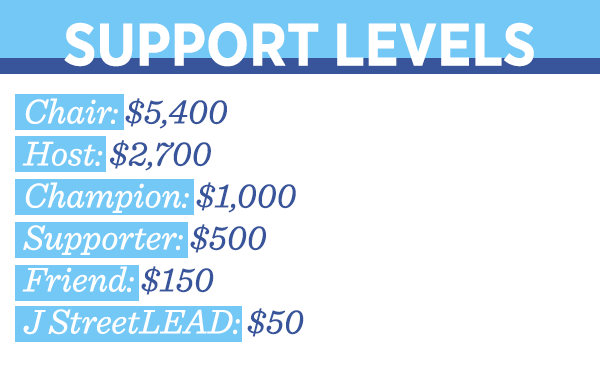 SUPPORT LEVELS
Chair: $5,400
Host: $2,700
Champion: $1,000
Supporter: $500
Friend: $150
J StreetLEAD: $50